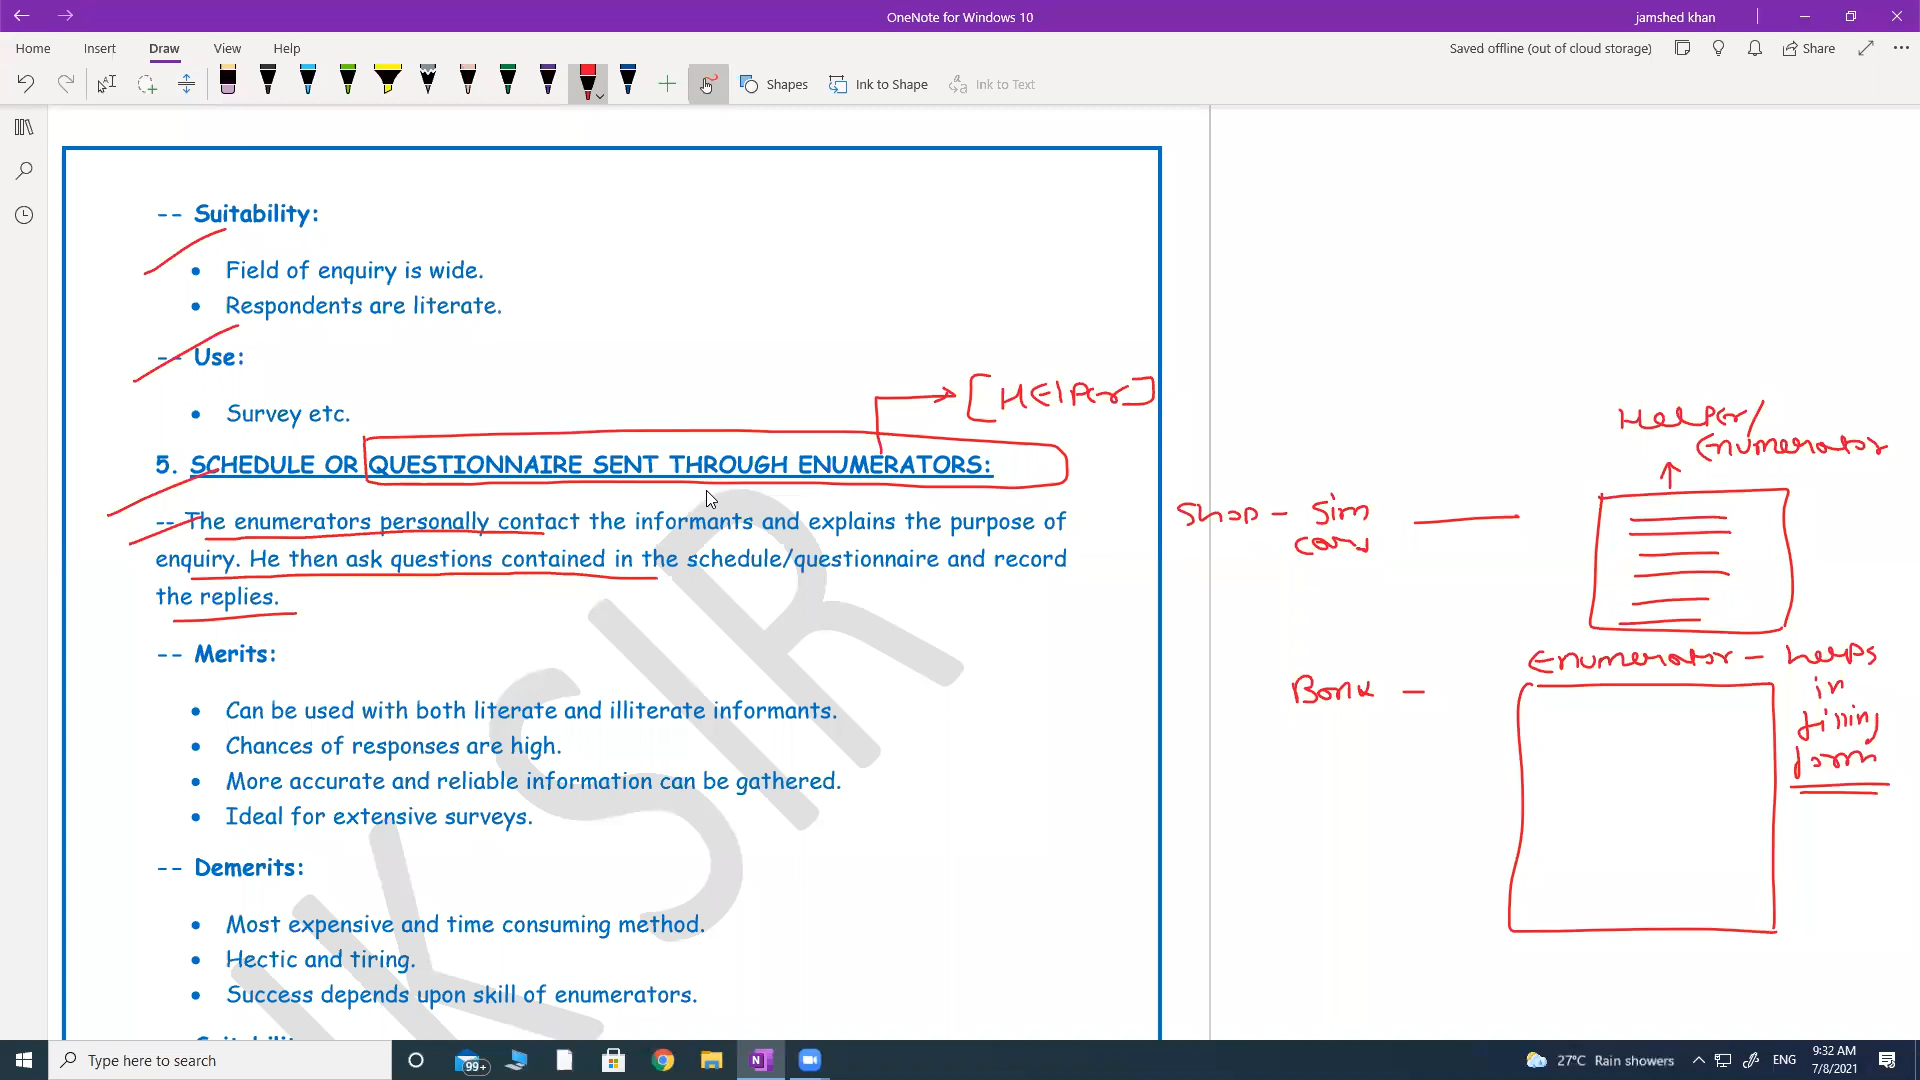 OneNote for Windows 10
jamshed khan
Home Insert Draw View Help
Saved offline (out of cloud storage)
Share
Shapes
Ink to Shape
Ink to Text
-- Suitability:
• Field of enquiry is wide.
• Respondents are literate.
-- Use:
• Survey etc.
[HElPer]
5. SCHEDULE OR QUESTIONNAIRE SENT THROUGH ENUMERATORS:
-- The enumerators personally contact the informants and explains the purpose of
enquiry. He then ask questions contained in the schedule/questionnaire and record
the replies.
-- Merits:
• Can be used with both literate and illiterate informants.
• Chances of responses are high.
• More accurate and reliable information can be gathered.
• Ideal for extensive surveys.
-- Demerits:
• Most expensive and time consuming method.
• Hectic and tiring.
• Success depends upon skill of enumerators.
Helper/
Enumerator
Shop - Sim
card
Enumerator - helps
in
filling
form
Bank -
JK SIR
Type here to search
99+
27°C Rain showers
ENG
9:32 AM
7/8/2021